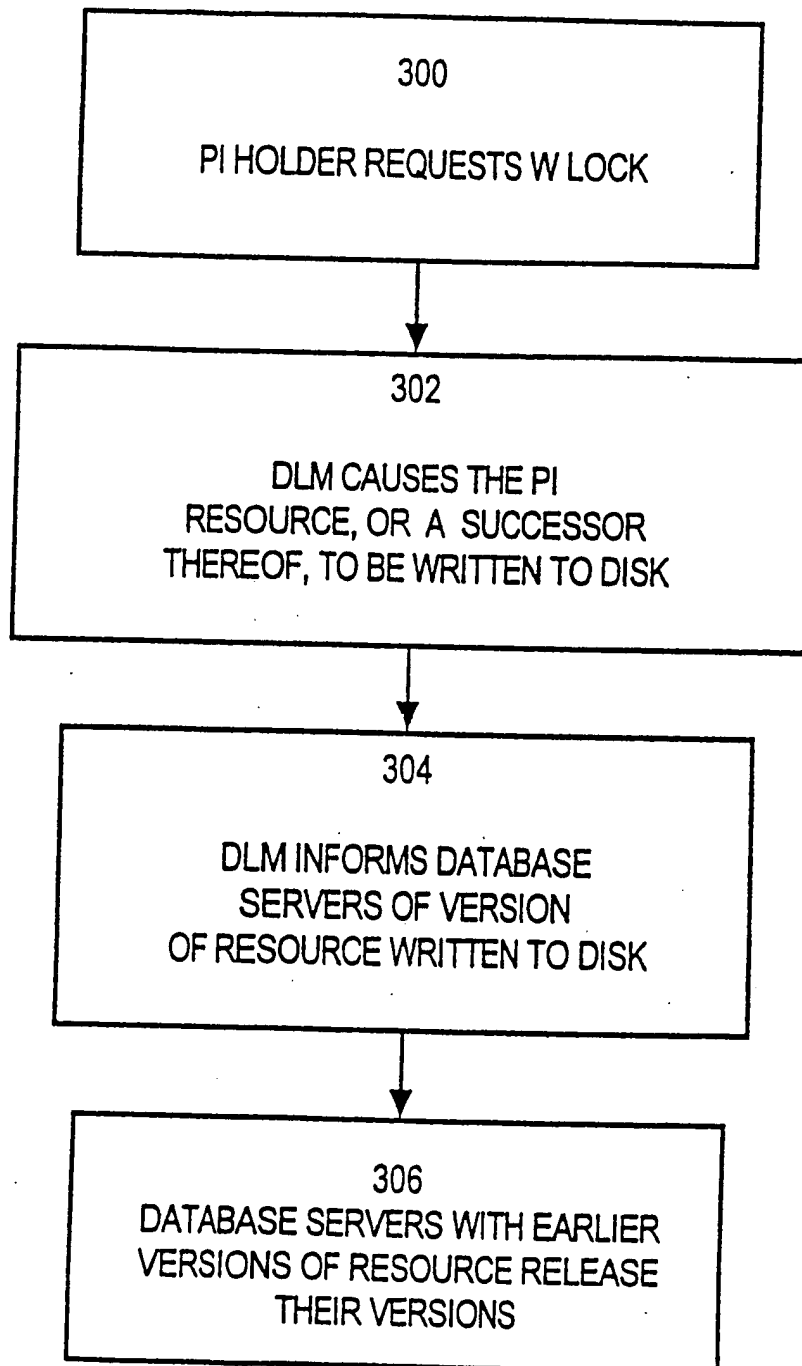 300
PI HOLDER REQUESTS W LOCK
302
DLM CAUSES THE PI
RESOURCE, OR A SUCCESSOR
THEREOF, TO BE WRITTEN TO DISK
304
DLM INFORMS DATABASE
SERVERS OF VERSION
OF RESOURCE WRITTEN TO DISK
306
DATABASE SERVERS WITH EARLIER
VERSIONS OF RESOURCE RELEASE
THEIR VERSIONS